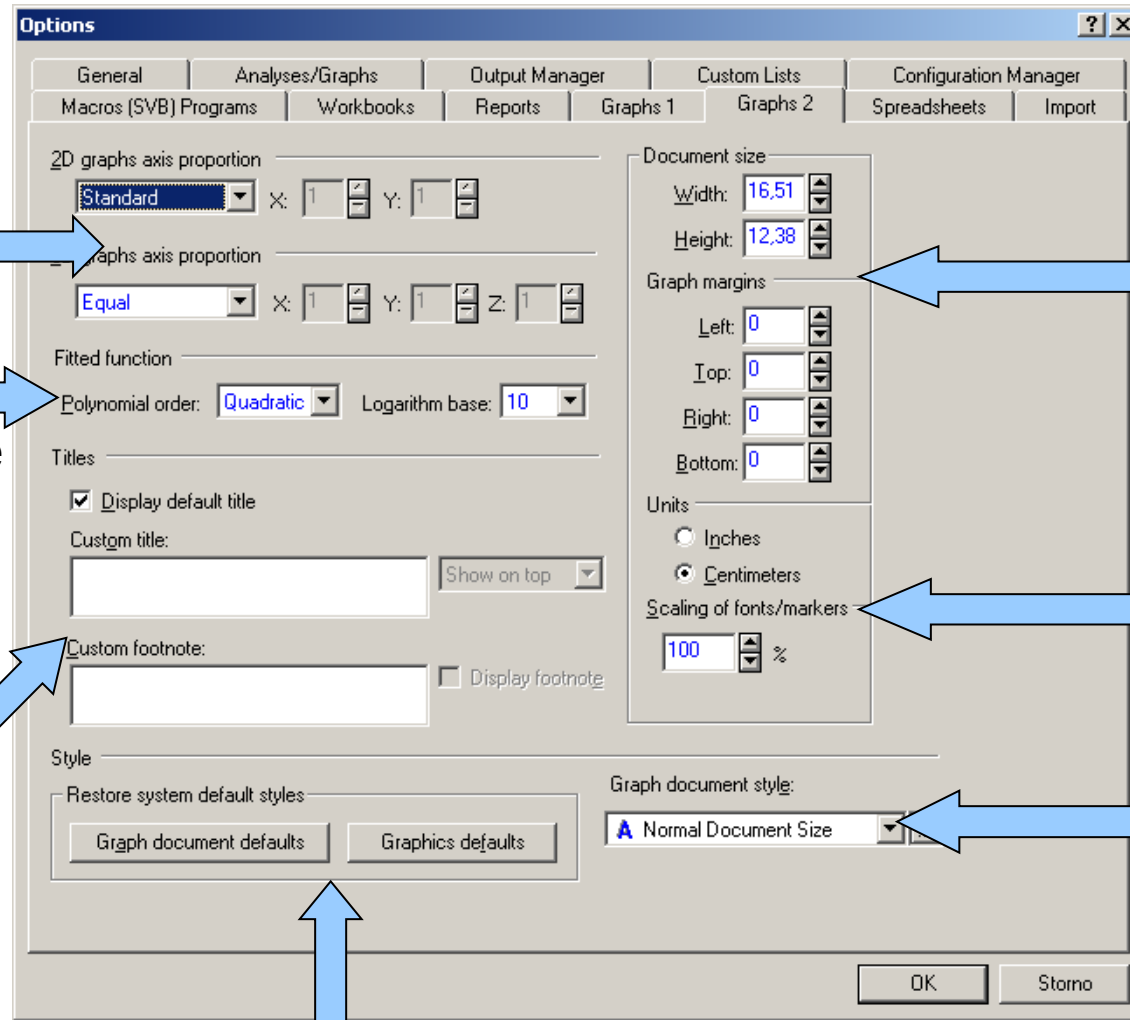 Options
General Analyses/Graphs Output Manager Custom Lists Configuration Manager
Macros (SVB) Programs Workbooks Reports Graphs 1 Graphs 2 Spreadsheets Import
2D graphs axis proportion
Standard X: 1 Y: 1
graphs axis proportion
Equal X: 1 Y: 1 Z: 1
Fitted function
Polynomial order: Quadratic Logarithm base: 10
Titles
Display default title
Custom title:
Show on top
Custom footnote:
Display footnote
Document size
Width: 16,51
Height: 12,38
Graph margins
Left: 0
Top: 0
Right: 0
Bottom: 0
Units
Inches
Centimeters
Scaling of fonts/markers
100 %
Style
Restore system default styles
Graph document defaults Graphics defaults
Graph document style:
Normal Document Size
OK Storno